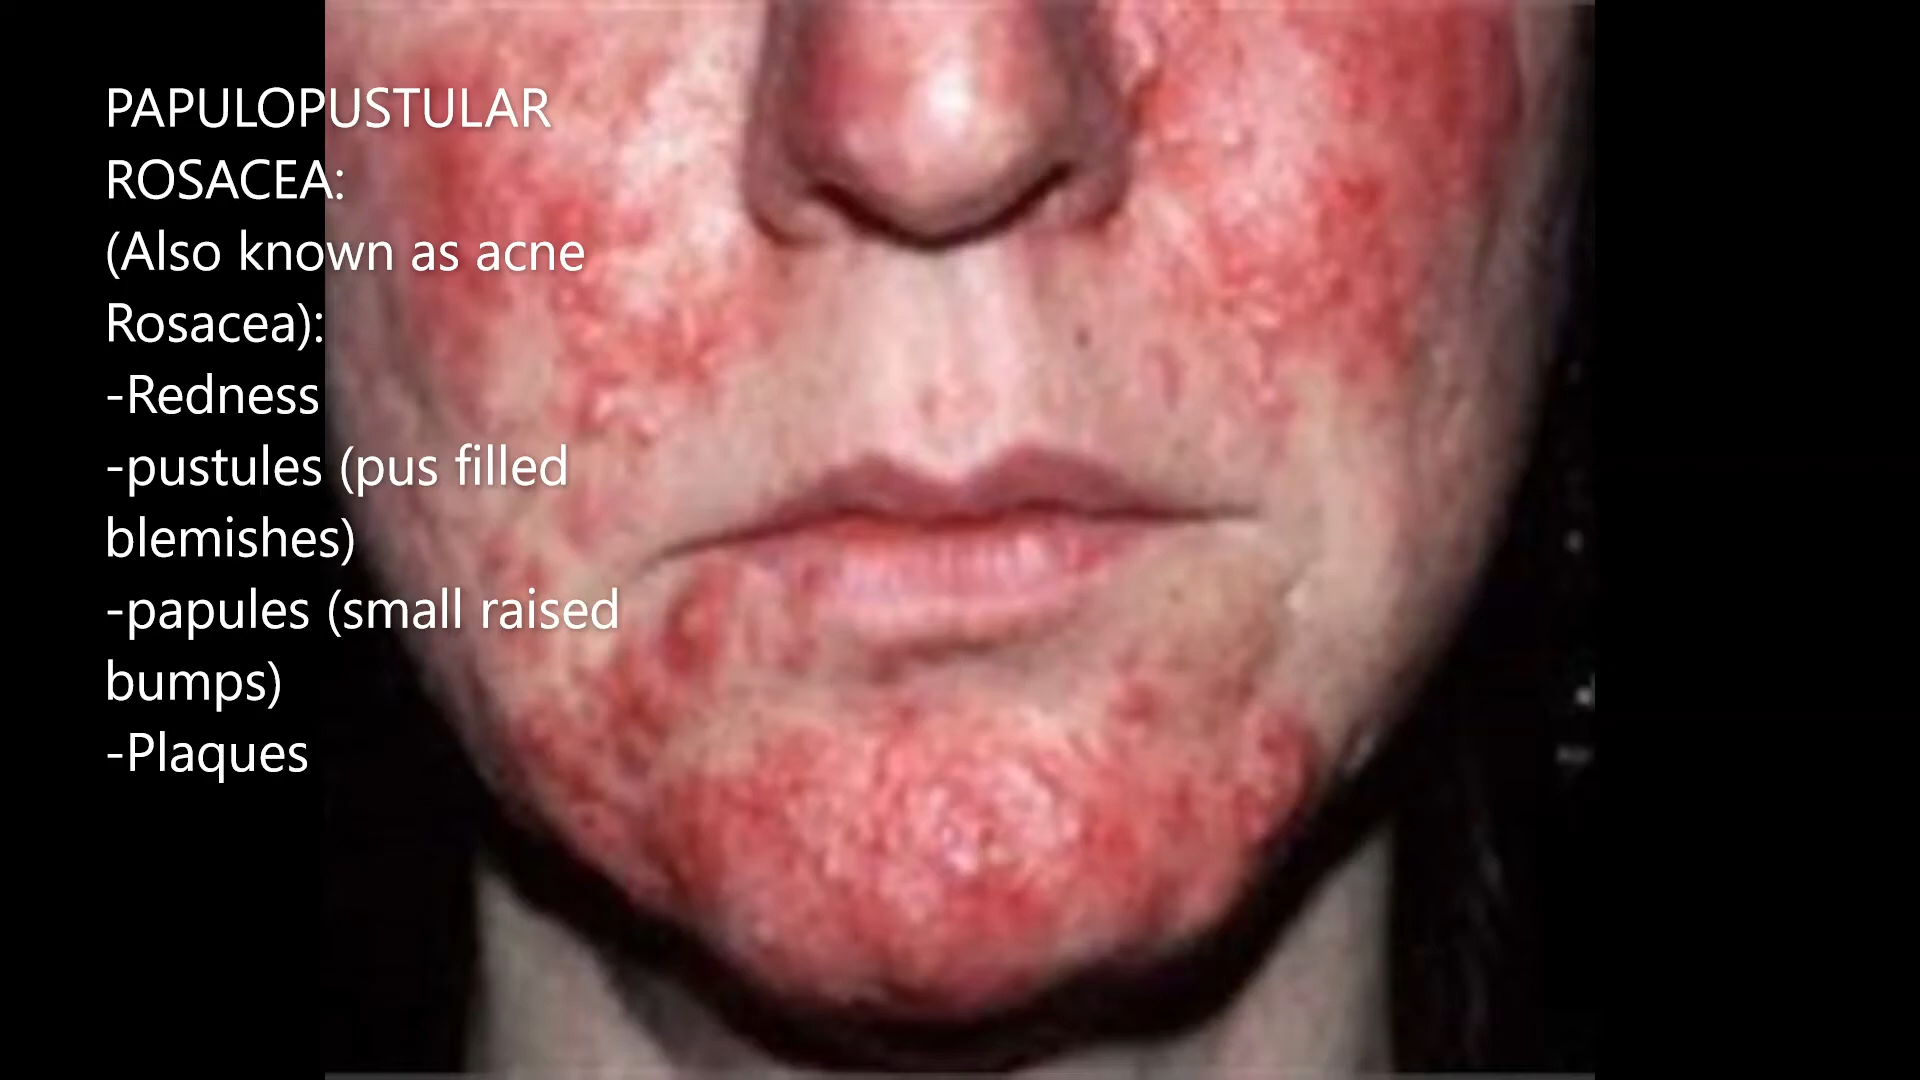 PAPULOPUSTULAR
ROSACEA:
(Also known as acne
Rosacea):
-Redness
-pustules (pus filled
blemishes)
-papules (small raised
bumps)
-Plaques